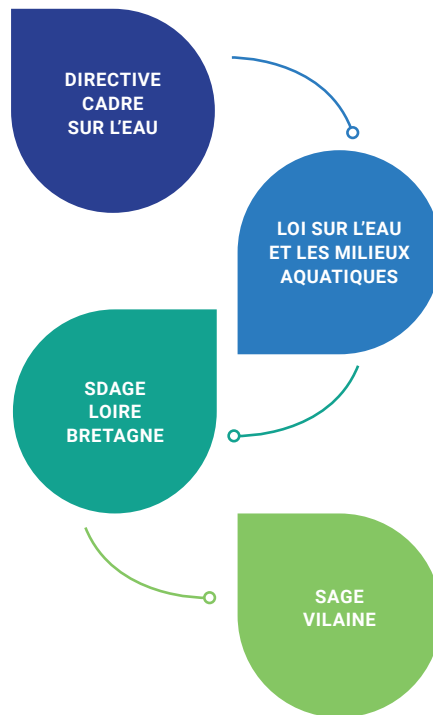 DIRECTIVE
CADRE
SUR L'EAU
LOI SUR L'EAU
ET LES MILIEUX
AQUATIQUES
SDAGE
LOIRE
BRETAGNE
SAGE
VILAINE